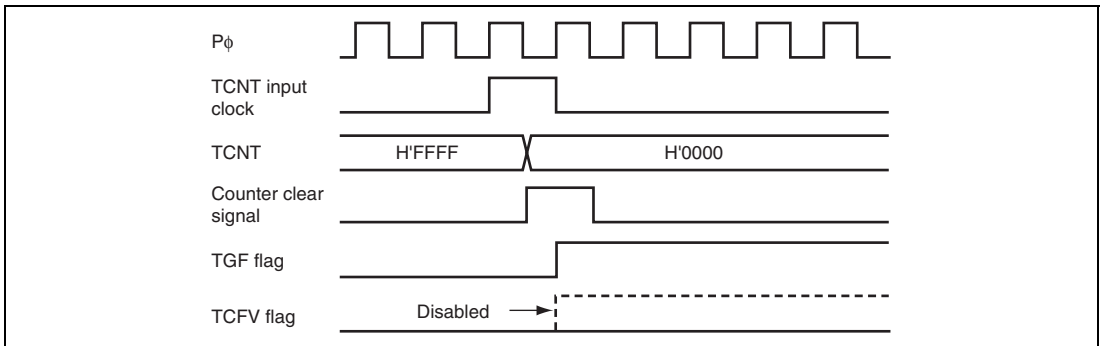 Pϕ
TCNT input
clock
TCNT
H'FFFF
H'0000
Counter clear
signal
TGF flag
TCFV flag
Disabled